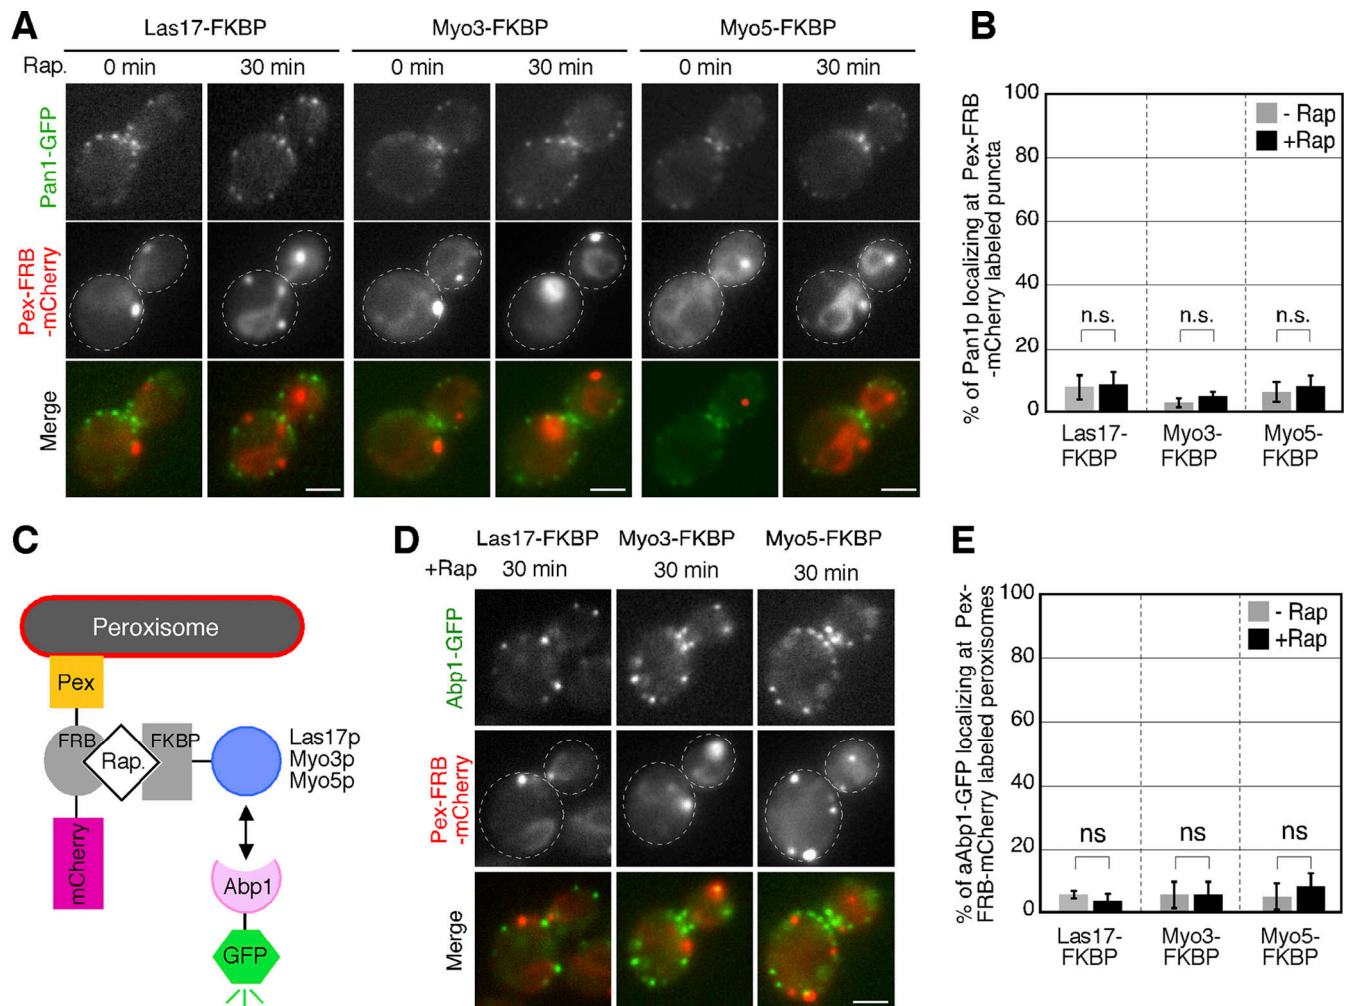 A
Las17-FKBP
Myo3-FKBP
Myo5-FKBP
Rap.
0 min
30 min
0 min
30 min
0 min
30 min
Pan1-GFP
Pex-FRB
-mCherry
Merge
B
% of Pan1p localizing at Pex-FRB
-mCherry labeled puncta
100
80
60
40
20
0
- Rap
+Rap
n.s.
n.s.
n.s.
Las17-
FKBP
Myo3-
FKBP
Myo5-
FKBP
C
Peroxisome
Pex
FRB
Rap.
FKBP
Las17p
Myo3p
Myo5p
mCherry
Abp1
GFP
D
Las17-FKBP
Myo3-FKBP
Myo5-FKBP
+Rap
30 min
30 min
30 min
Abp1-GFP
Pex-FRB
-mCherry
Merge
E
% of aAbp1-GFP localizing at Pex-
FRB-mCherry labeled peroxisomes
100
80
60
40
20
0
- Rap
+Rap
ns
ns
ns
Las17-
FKBP
Myo3-
FKBP
Myo5-
FKBP